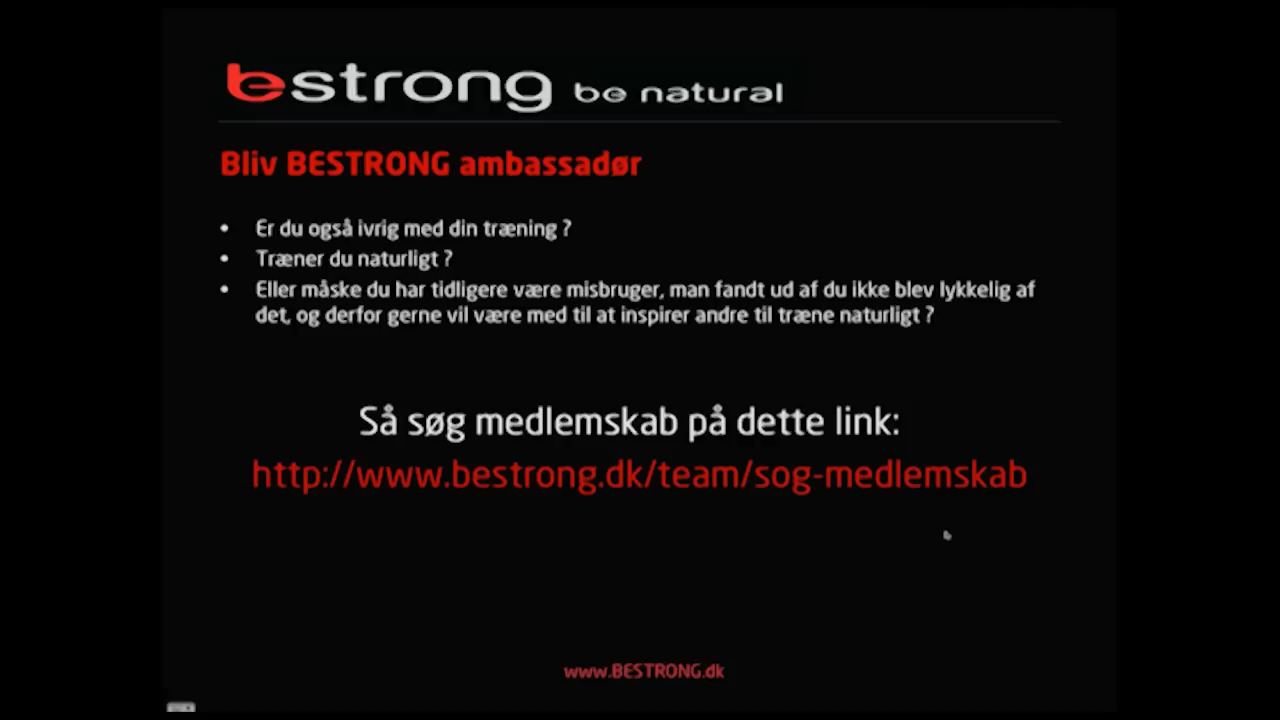 bestrong be natural
Bliv BESTRONG ambassadør
• Er du også ivrig med din træning ?
• Træner du naturligt ?
• Eller måske du har tidligere være misbruger, man fandt ud af du ikke blev lykkelig af
det, og derfor gerne vil være med til at inspirer andre til træne naturligt ?
Så søg medlemskab på dette link:
http://www.bestrong.dk/team/sog-medlemskab
www.BESTRONG.dk